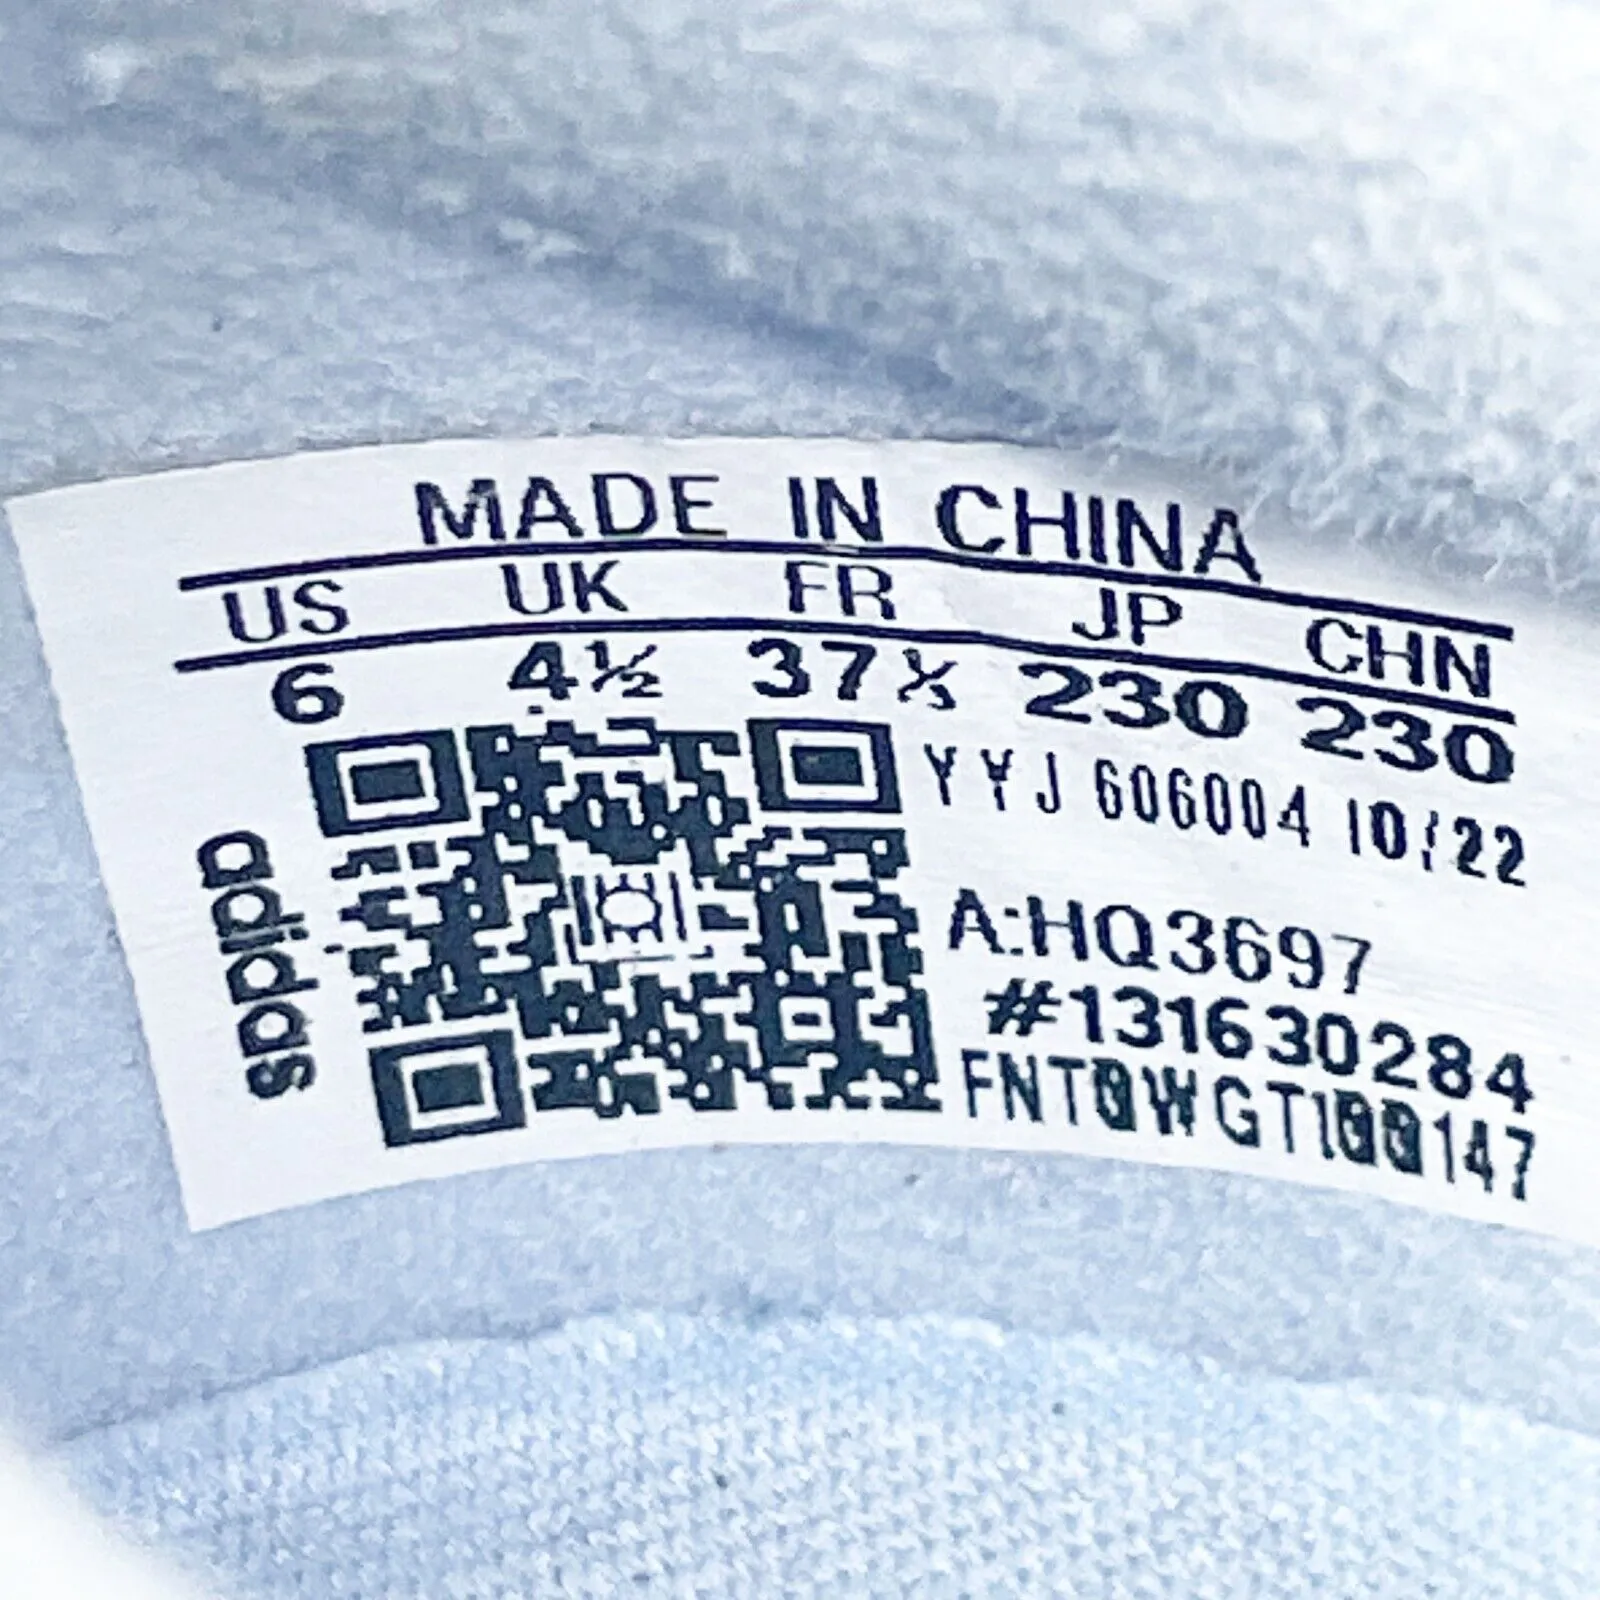 MADE IN CHINA
US UK FR JP CHN
6 4½ 37⅓ 230 230
YYJ 606004 10/22
A:HQ3697
#131630284
FNT0WGT100147
adidas